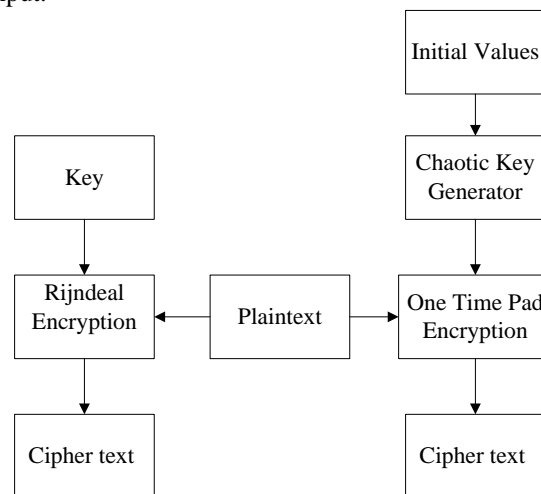 Initial Values
Key
Chaotic Key
Generator
Rijndeal
Encryption
Plaintext
One Time Pad
Encryption
Cipher text
Cipher text